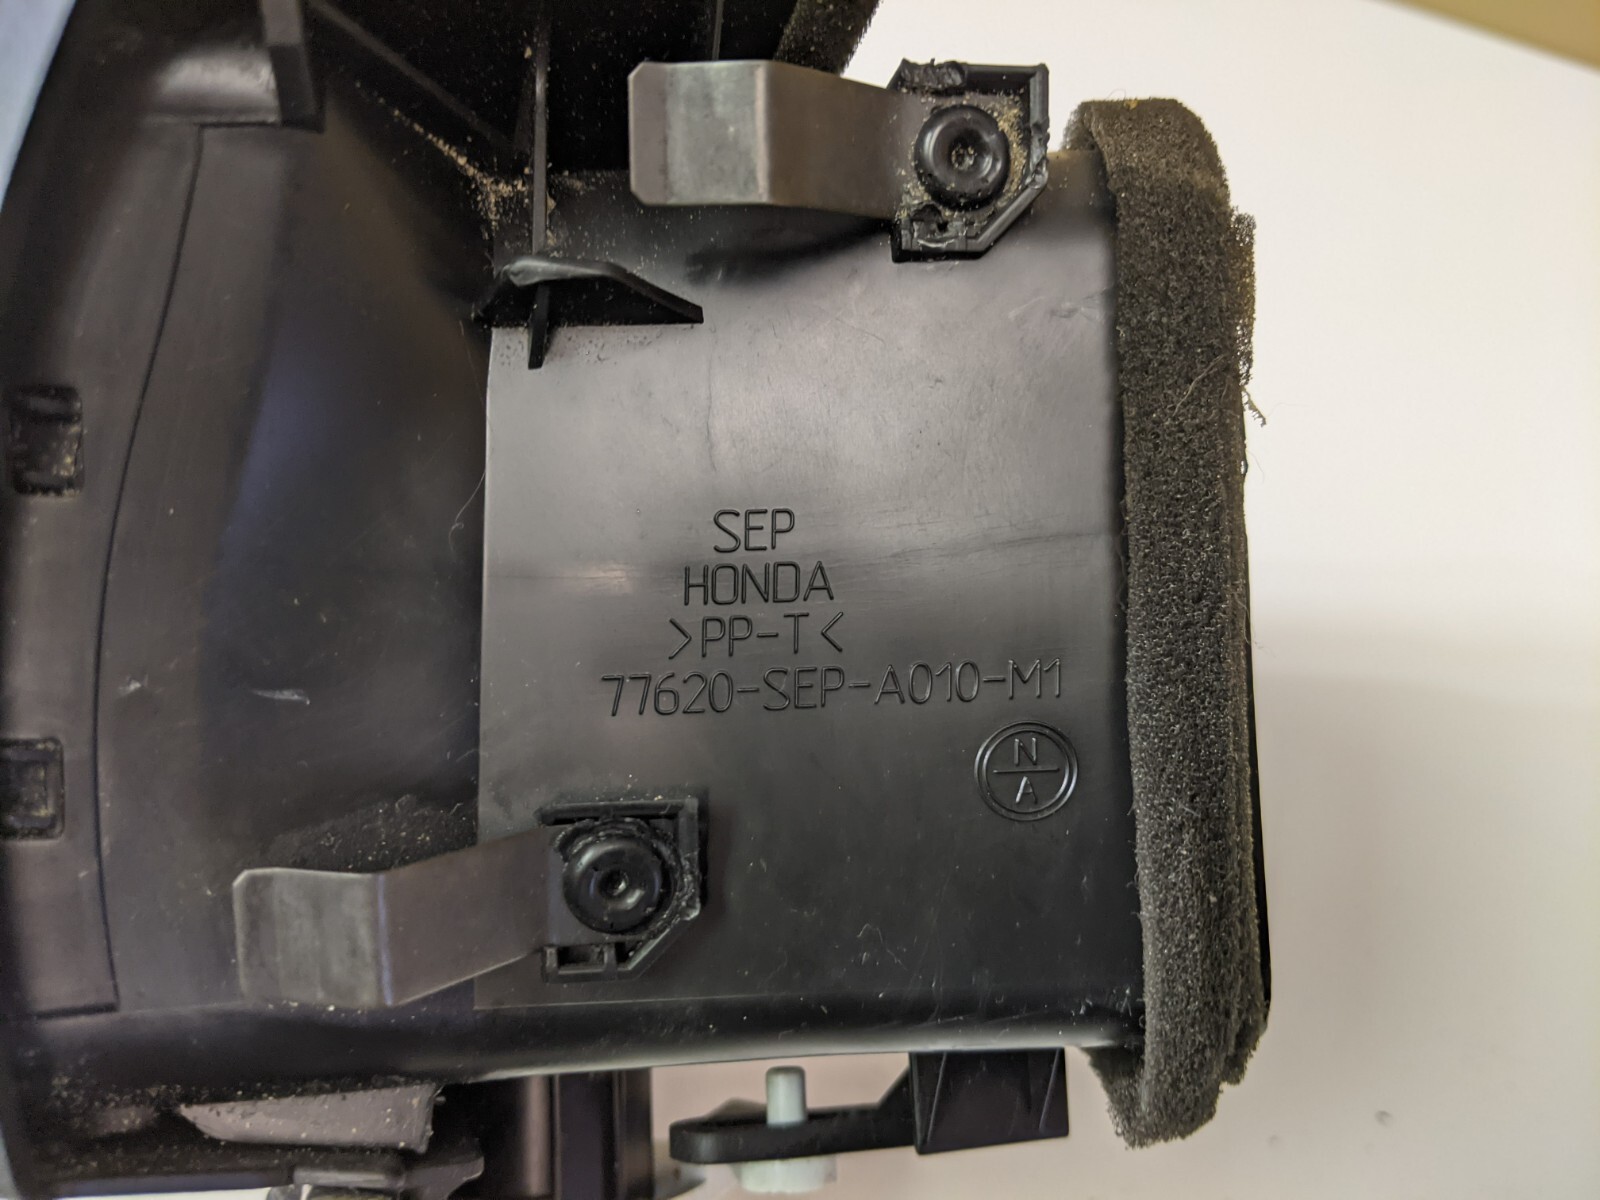 SEP
HONDA
>PP-T<
77620-SEP-A010-M1
N
A